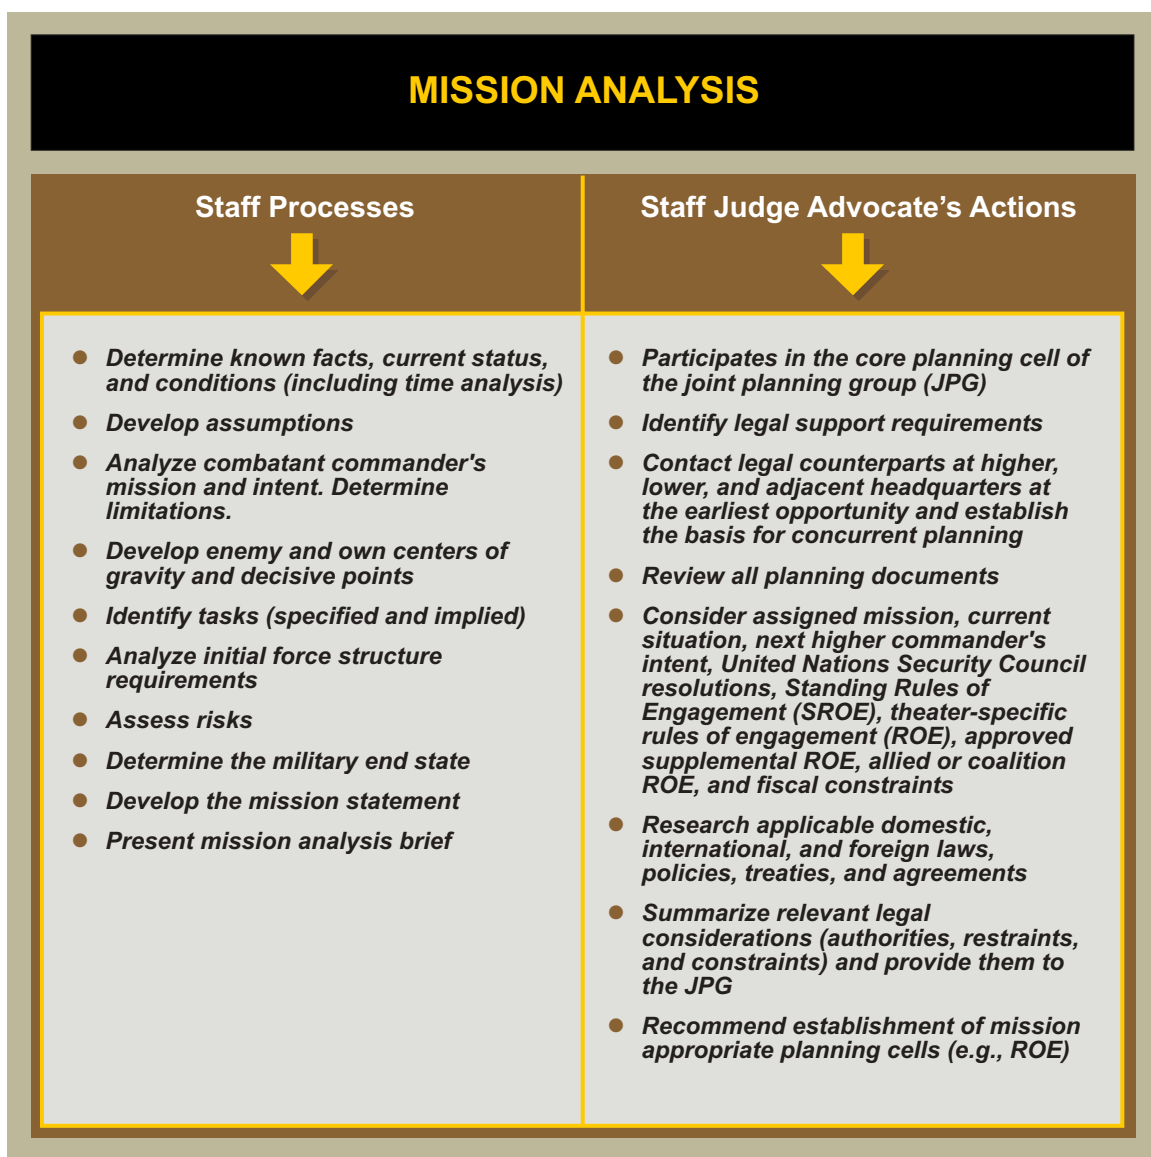 MISSION ANALYSIS
Staff Processes
Determine known facts, current status,
and conditions (including time analysis)
Develop assumptions
Analyze combatant commander's
mission and intent. Determine
limitations.
Develop enemy and own centers of
gravity and decisive points
Identify tasks (specified and implied)
Analyze initial force structure
requirements
Assess risks
Determine the military end state
Develop the mission statement
Present mission analysis brief
Staff Judge Advocate’s Actions
Participates in the core planning cell of
the joint planning group (JPG)
Identify legal support requirements
Contact legal counterparts at higher,
lower, and adjacent headquarters at
the earliest opportunity and establish
the basis for concurrent planning
Review all planning documents
Consider assigned mission, current
situation, next higher commander's
intent, United Nations Security Council
resolutions, Standing Rules of
Engagement (SROE), theater-specific
rules of engagement (ROE), approved
supplemental ROE, allied or coalition
ROE, and fiscal constraints
Research applicable domestic,
international, and foreign laws,
policies, treaties, and agreements
Summarize relevant legal
considerations (authorities, restraints,
and constraints) and provide them to
the JPG
Recommend establishment of mission
appropriate planning cells (e.g., ROE)